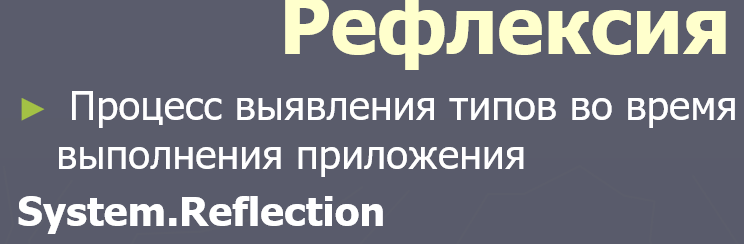 Рефлексия
► Процесс выявления типов во время
выполнения приложения
System.Reflection